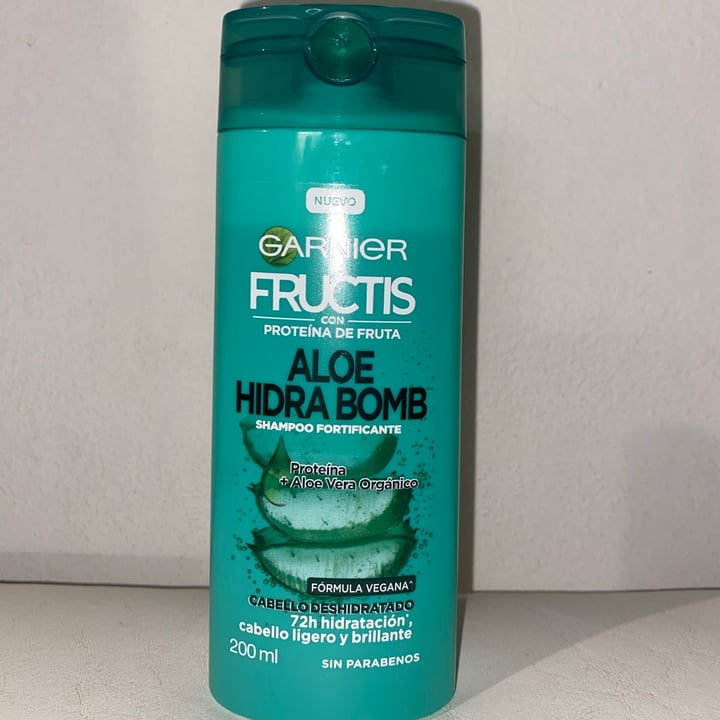 NUEVO
GARNIER
FRUCTIS
CON
PROTEÍNA DE FRUTA
ALOE
HIDRA BOMB
SHAMPOO FORTIFICANTE
Proteína
+ Aloe Vera Orgánico
FÓRMULA VEGANA^
CABELLO DESHIDRATADO
72h hidratación*,
cabello ligero y brillante
200 ml
SIN PARABENOS